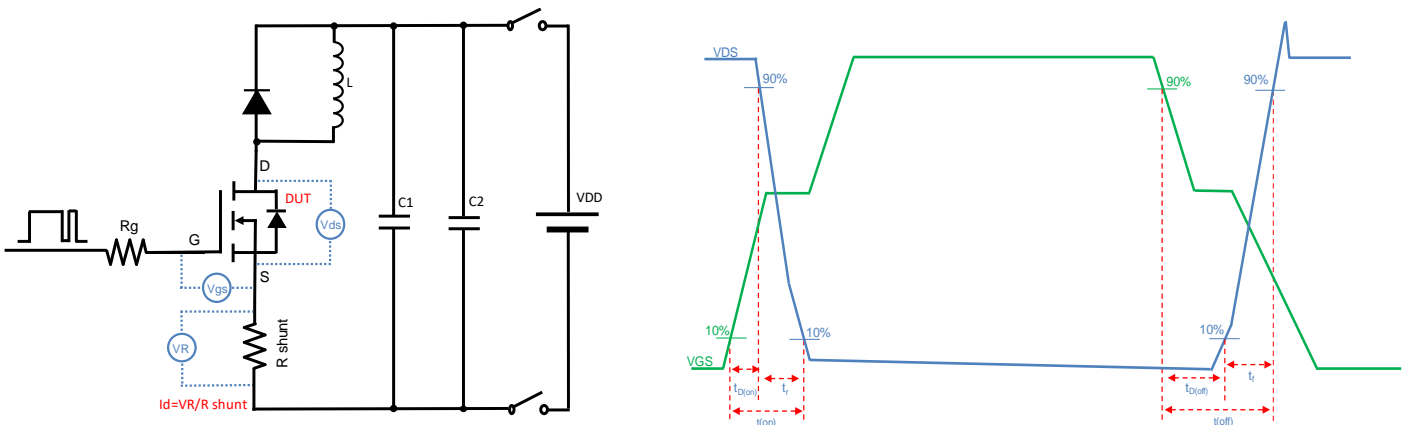 L
D
DUT
Rg
G
Vds
S
Vgs
VR
R shunt
Id=VR/R shunt
C1
C2
VDD
VDS
90%
90%
90%
10%
10%
10%
VGS
tD(on)
tr
t(on)
tD(off)
tf
t(off)